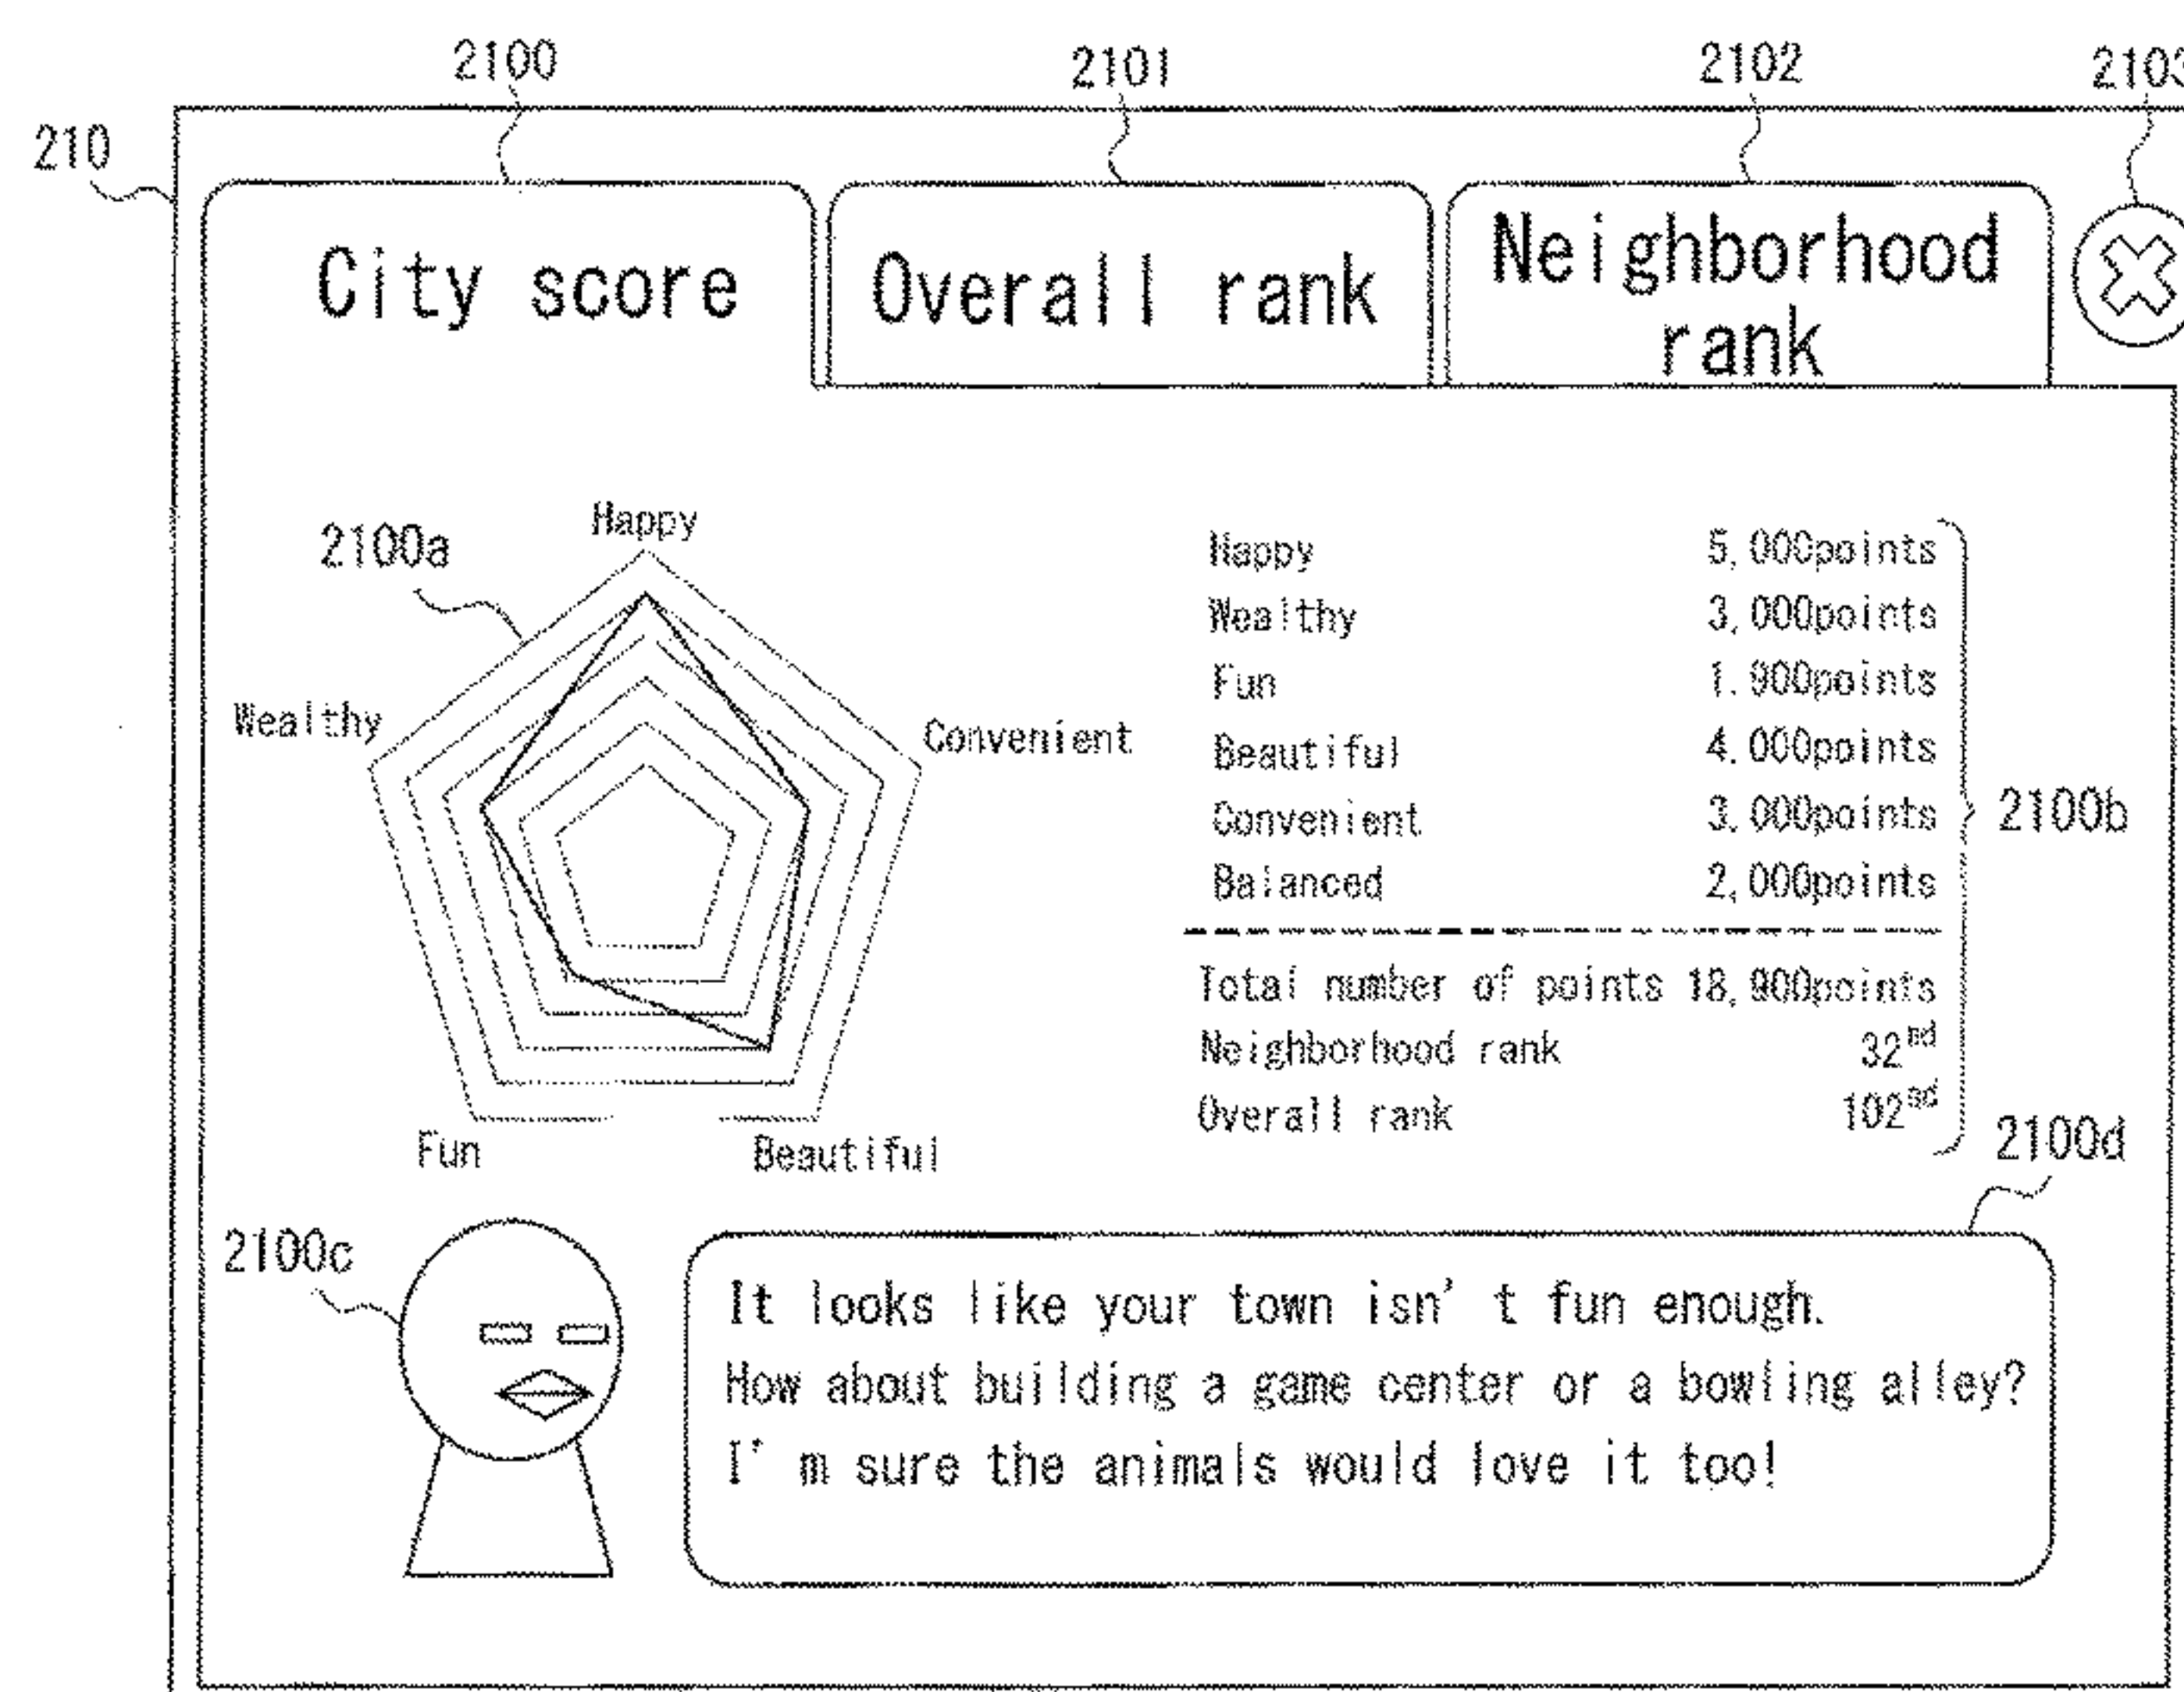 2100
2101
2102
2103
210
City score
Overall rank
Neighborhood
rank
2100a
Happy
Wealthy
Convenient
Fun
Beautiful
Happy 5,000points
Wealthy 3,000points
Fun 1.900points
Beautiful 4.000points
Convenient 3.000points
Balanced 2,000points
2100b
Total number of points 18,900points
Neighborhood rank 32nd
Overall rank 102nd
2100d
2100c
It looks like your town isn't fun enough.
How about building a game center or a bowling alley?
I'm sure the animals would love it too!